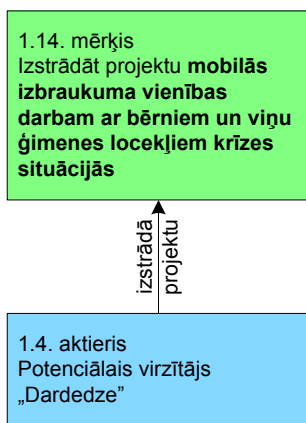 1.14. mērķis
Izstrādāt projektu mobilās
izbraukuma vienības
darbam ar bērniem un viņu
ģimenes locekļiem krīzes
situācijās
izstrādā
projektu
1.4. aktieris
Potenciālais virzītājs
„Dardedze”